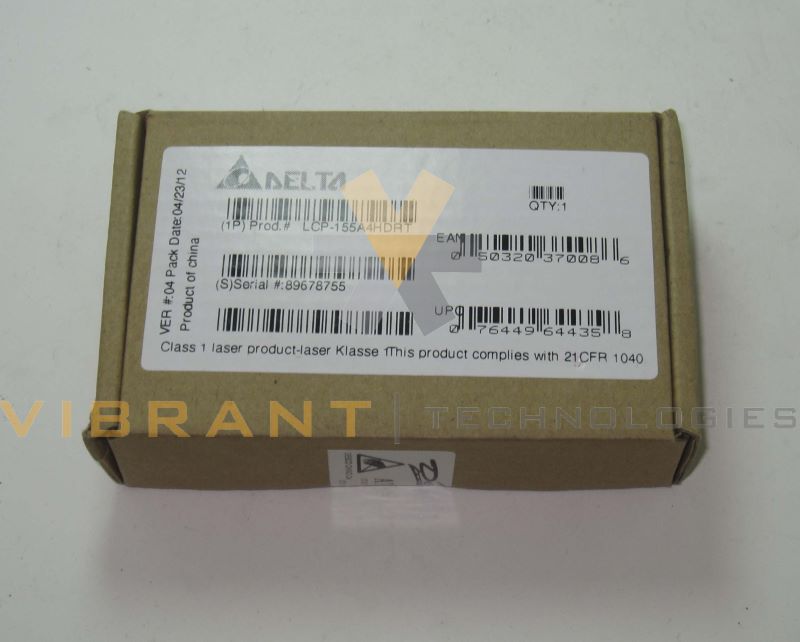 VER #:04 Pack Date:04/23/12
Product of china
DELTA
(1P) Prod.# LCP-155A4HDRT
QTY:1
EAN
0 50320 37008 6
(S)Serial #:89678755
UPC
0 76449 64435 8
Class 1 laser product-laser Klasse 1This product complies with 21CFR 1040
VIBRANT | TECHNOLOGIES